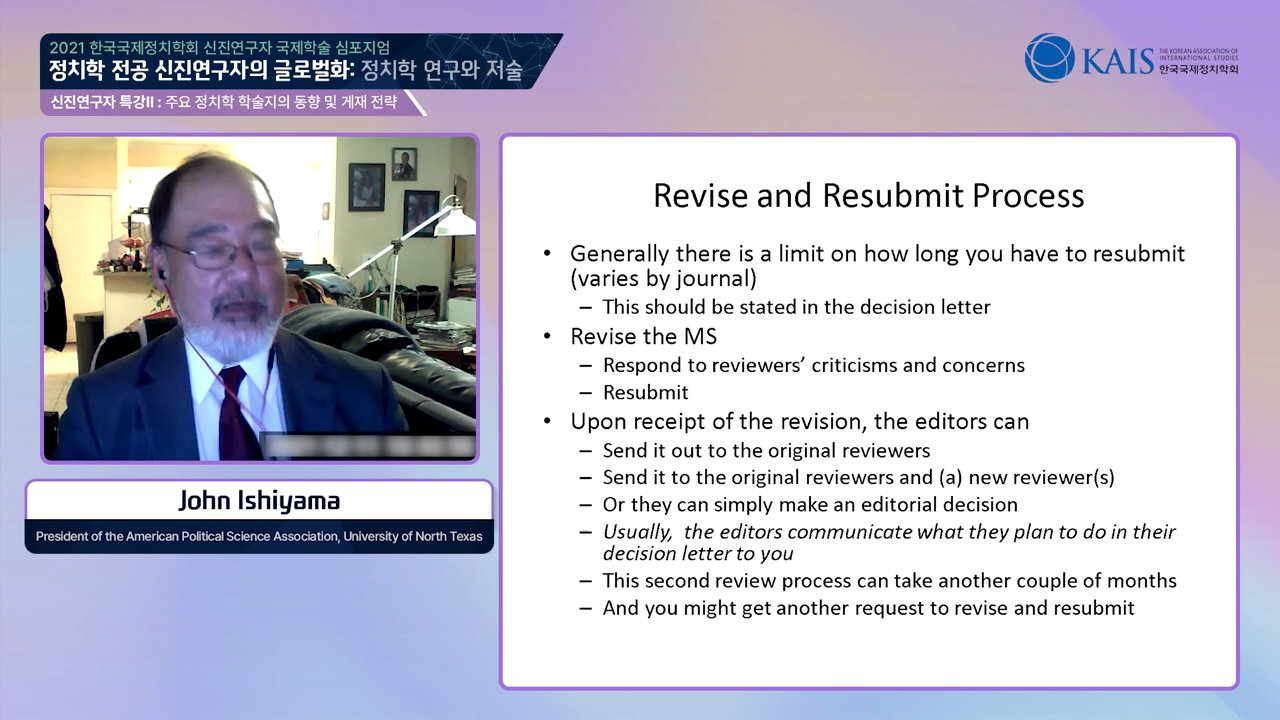 2021 한국국제정치학회 신진연구자 국제학술 심포지엄
정치학 전공 신진연구자의 글로벌화: 정치학 연구와 저술
신진연구자 특강II : 주요 정치학 학술지의 동향 및 게재 전략
KAIS
THE KOREAN ASSOCIATION OF
INTERNATIONAL STUDIES
한국국제정치학회
John Ishiyama
President of the American Political Science Association, University of North Texas
Revise and Resubmit Process
• Generally there is a limit on how long you have to resubmit
(varies by journal)
– This should be stated in the decision letter
• Revise the MS
– Respond to reviewers’ criticisms and concerns
– Resubmit
• Upon receipt of the revision, the editors can
– Send it out to the original reviewers
– Send it to the original reviewers and (a) new reviewer(s)
– Or they can simply make an editorial decision
– Usually, the editors communicate what they plan to do in their
decision letter to you
– This second review process can take another couple of months
– And you might get another request to revise and resubmit